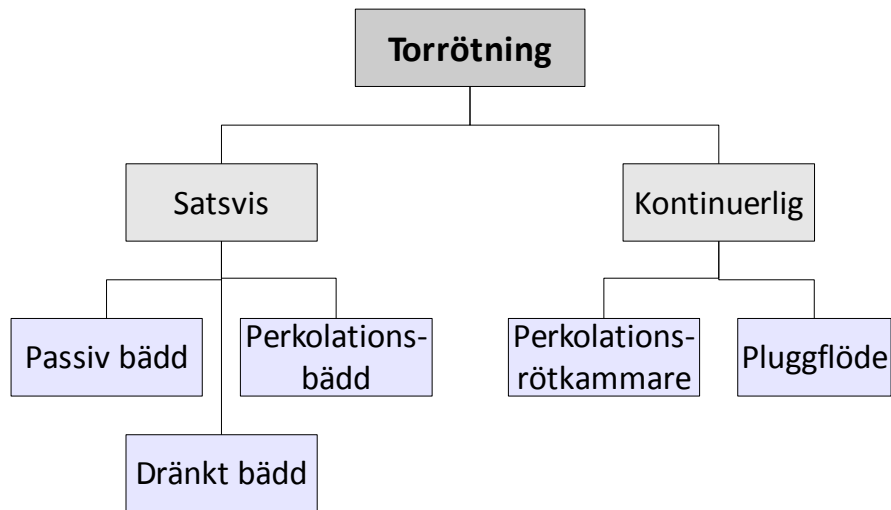 Torrötning
Satsvis
Kontinuerlig
Passiv bädd
Perkolations-
bädd
Perkolations-
rötkammare
Pluggflöde
Dränkt bädd